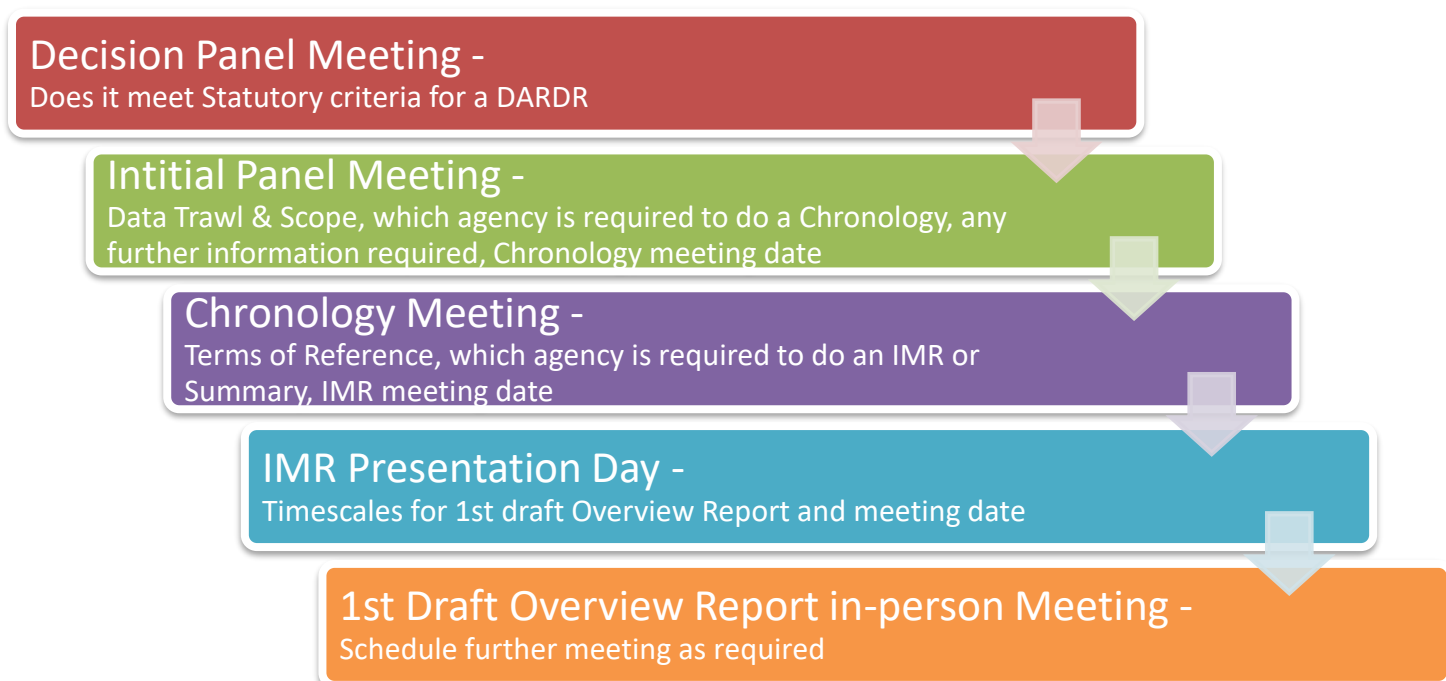 Decision Panel Meeting -
Does it meet Statutory criteria for a DARDR
Intitial Panel Meeting -
Data Trawl & Scope, which agency is required to do a Chronology, any
further information required, Chronology meeting date
Chronology Meeting -
Terms of Reference, which agency is required to do an IMR or
Summary, IMR meeting date
IMR Presentation Day -
Timescales for 1st draft Overview Report and meeting date
1st Draft Overview Report in-person Meeting -
Schedule further meeting as required